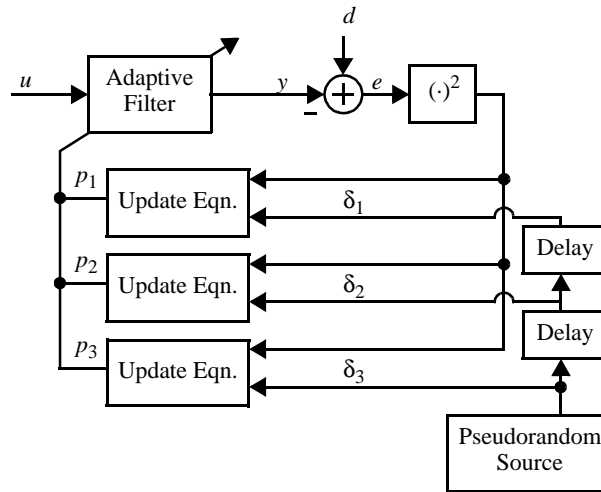 d
u
Adaptive
Filter
y
−
+
e
(·)²
p₁
Update Eqn.
δ₁
Delay
p₂
Update Eqn.
δ₂
Delay
p₃
Update Eqn.
δ₃
Pseudorandom
Source